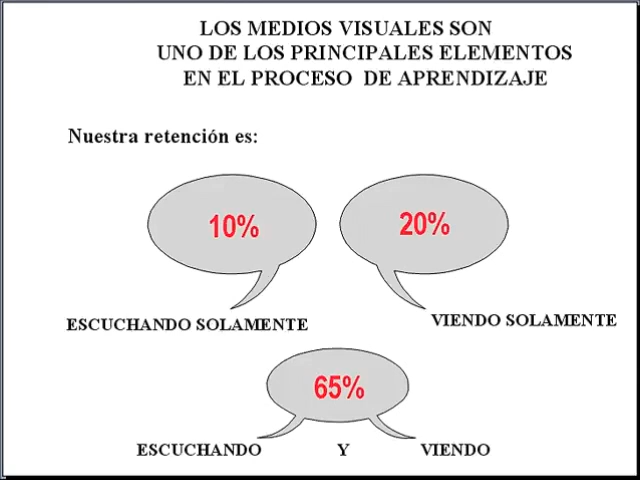 LOS MEDIOS VISUALES SON
UNO DE LOS PRINCIPALES ELEMENTOS
EN EL PROCESO DE APRENDIZAJE
Nuestra retención es:
10%
20%
ESCUCHANDO SOLAMENTE
VIENDO SOLAMENTE
65%
ESCUCHANDO Y VIENDO